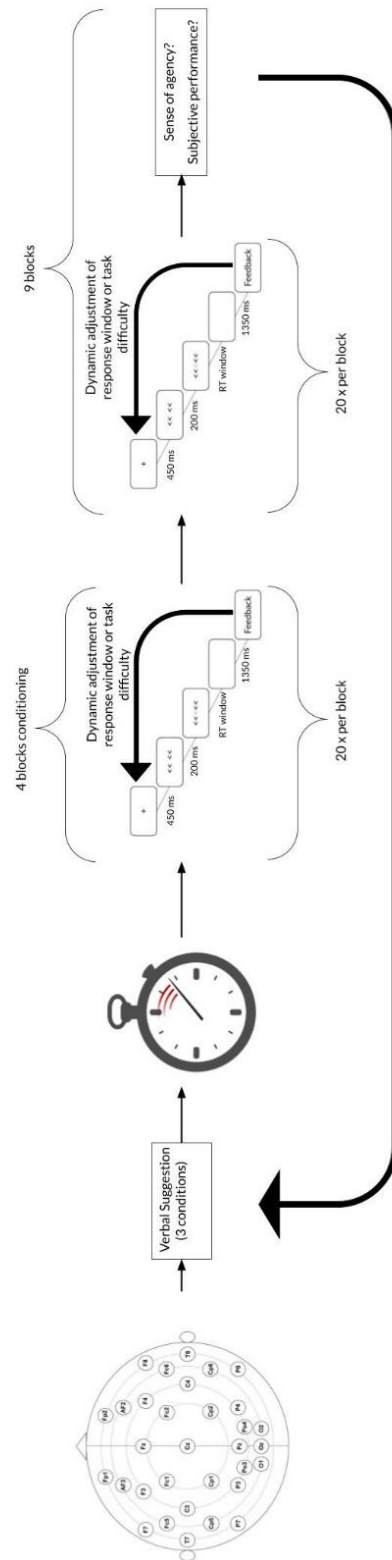 Fp1
Fp2
AF3
AF2
F7
F3
Fz
F4
F8
Fc5
Fc1
Fc2
Fc6
T7
C3
Cz
C4
T8
Cp5
Cp1
Cp2
Cp6
P7
P3
Pz
P4
P8
Po3
Po4
O1
Oz
O2
Verbal Suggestion
(3 conditions)
4 blocks conditioning
Dynamic adjustment of
response window or task
difficulty
+
450 ms
<< <<
200 ms
<< · <<
RT window
1350 ms
Feedback
20 x per block
9 blocks
Dynamic adjustment of
response window or task
difficulty
+
450 ms
<< <<
200 ms
<< · <<
RT window
1350 ms
Feedback
20 x per block
Sense of agency?
Subjective performance?